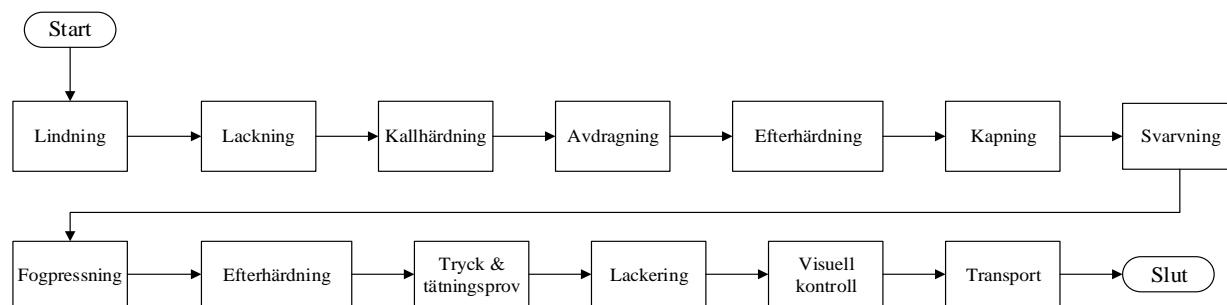 Start
Lindning
Lackning
Kallhärdning
Avdragning
Efterhärdning
Kapning
Svarvning
Fogpressning
Efterhärdning
Tryck &
tätningsprov
Lackering
Visuell
kontroll
Transport
Slut